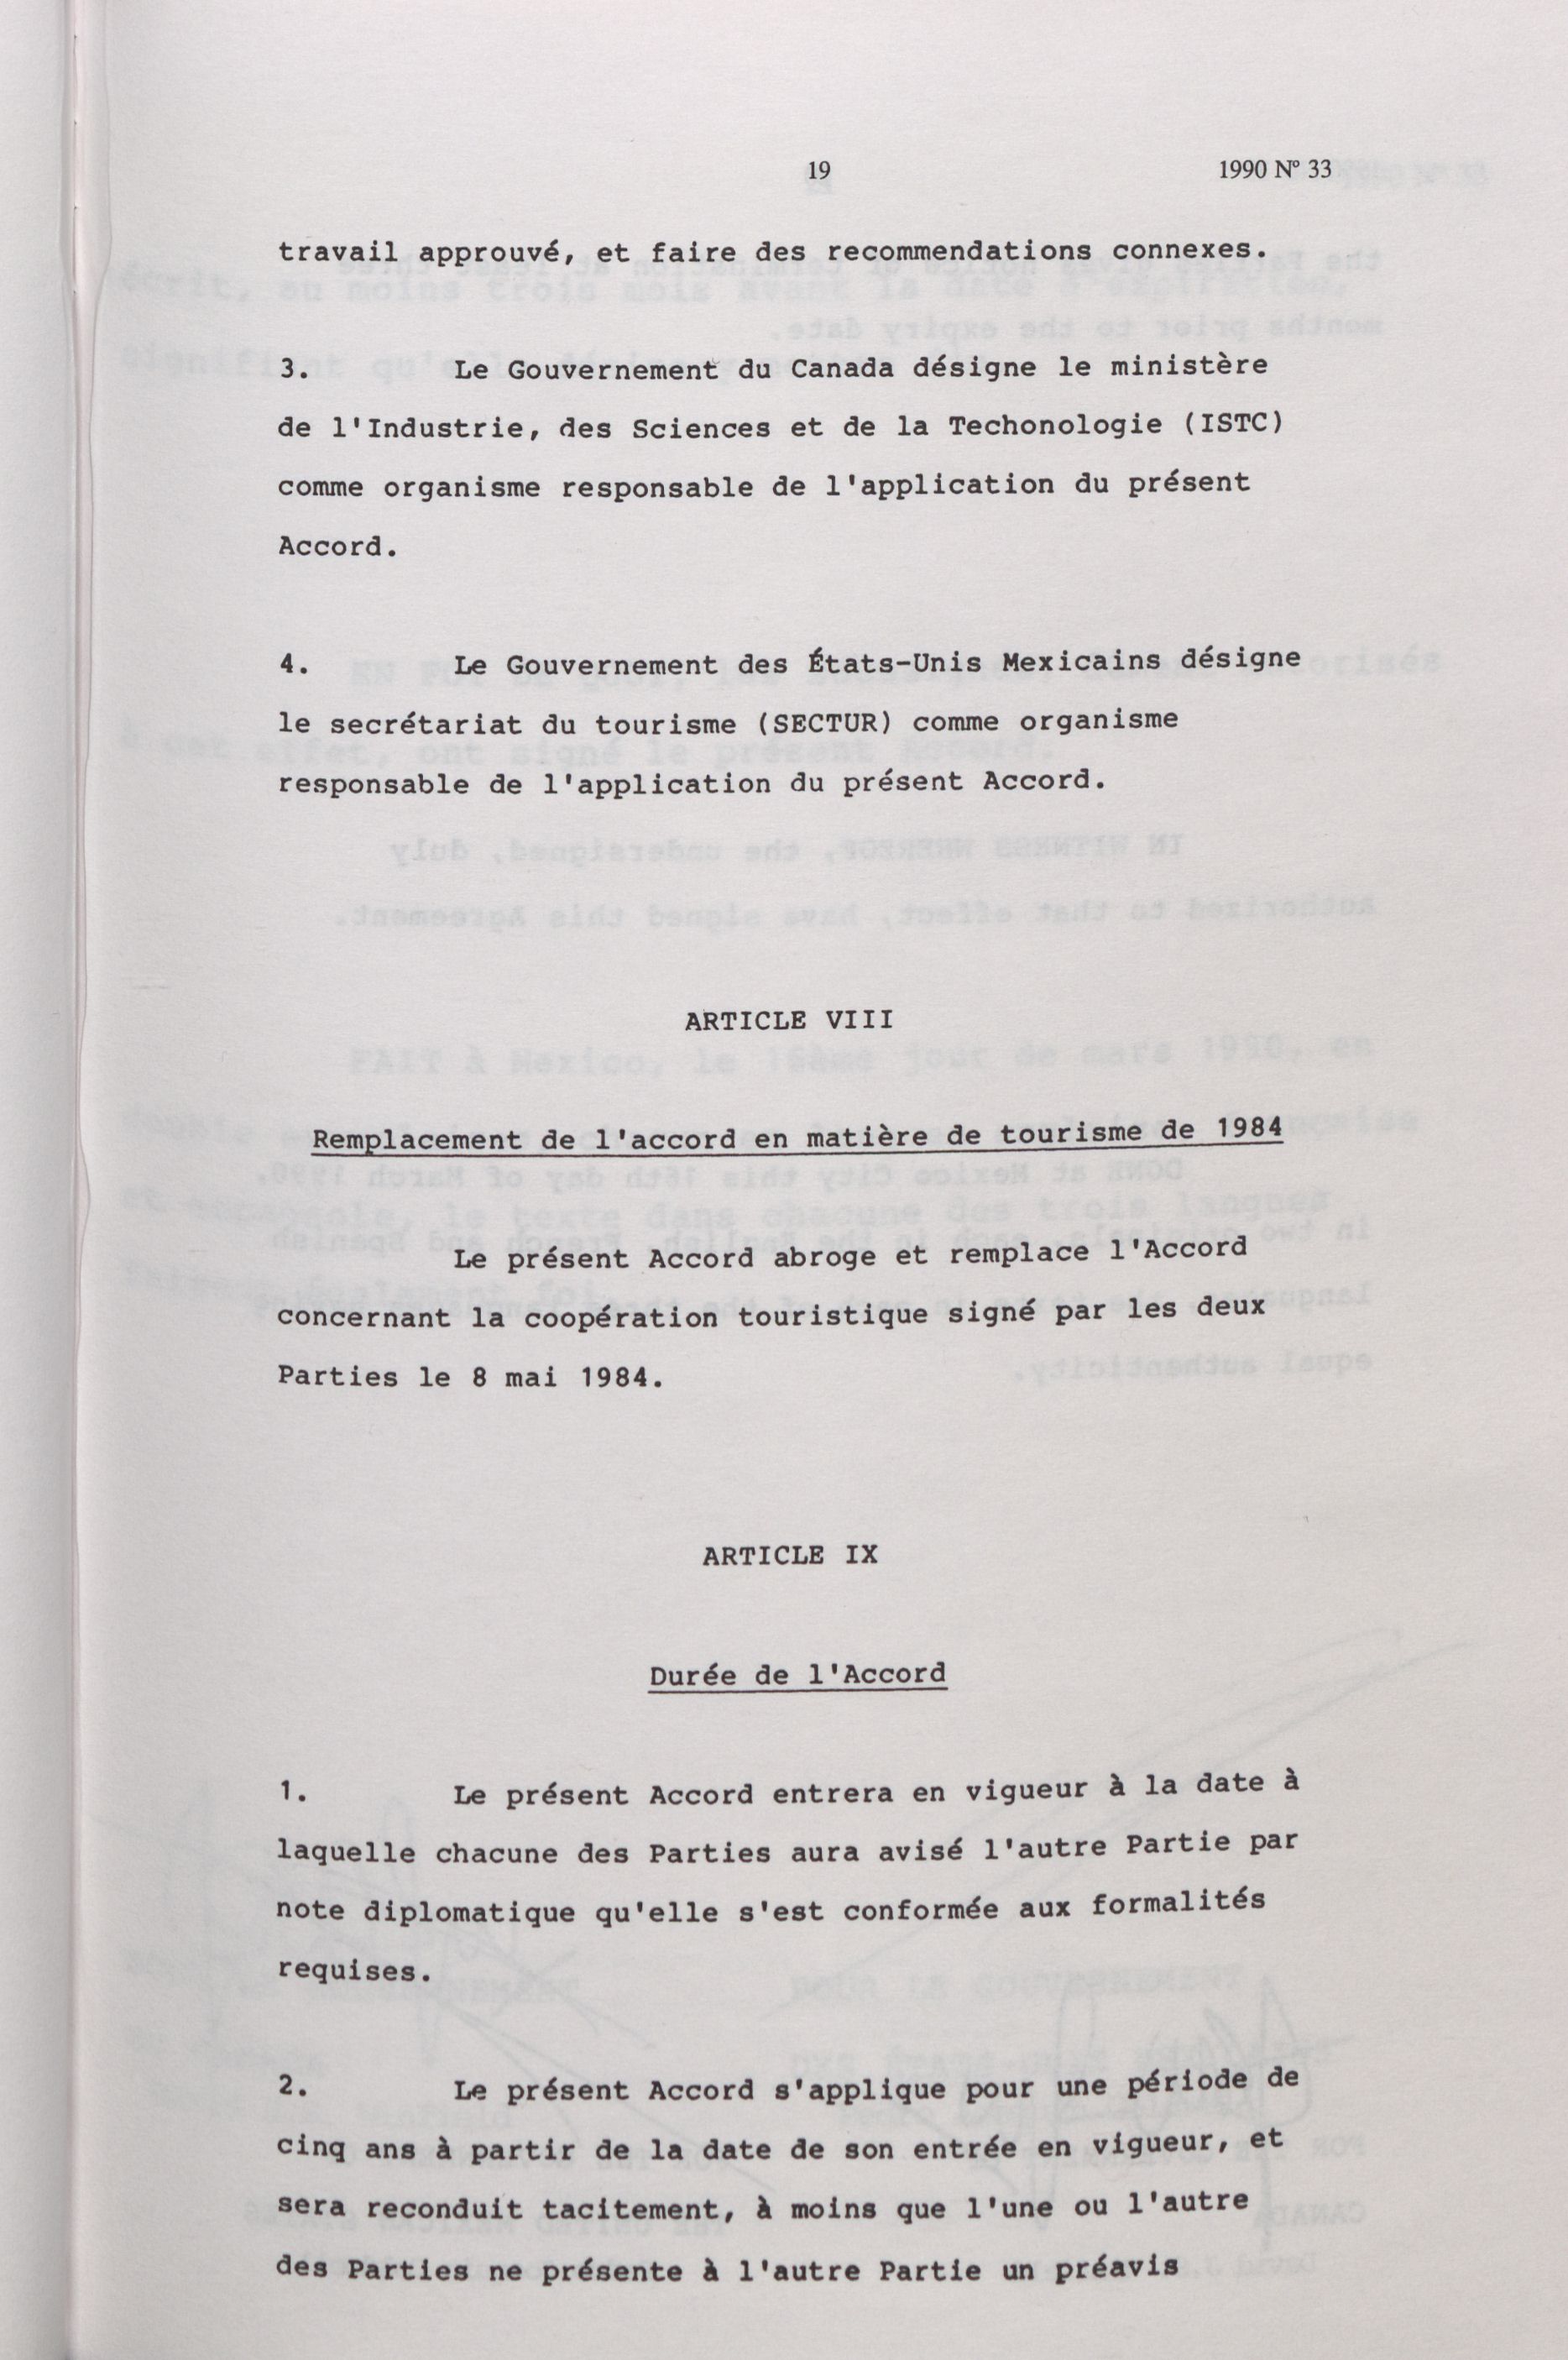 19
1990 Nº 33
travail approuvé, et faire des recommendations connexes.
3. Le Gouvernement du Canada désigne le ministère
de l'Industrie, des Sciences et de la Techonologie (ISTC)
comme organisme responsable de l'application du présent
Accord.
4. Le Gouvernement des États-Unis Mexicains désigne
le secrétariat du tourisme (SECTUR) comme organisme
responsable de l'application du présent Accord.
ARTICLE VIII
Remplacement de l'accord en matière de tourisme de 1984
Le présent Accord abroge et remplace l'Accord
concernant la coopération touristique signé par les deux
Parties le 8 mai 1984.
ARTICLE IX
Durée de l'Accord
1. Le présent Accord entrera en vigueur à la date à
laquelle chacune des Parties aura avisé l'autre Partie par
note diplomatique qu'elle s'est conformée aux formalités
requises.
2. Le présent Accord s'applique pour une période de
cinq ans à partir de la date de son entrée en vigueur, et
sera reconduit tacitement, à moins que l'une ou l'autre
des Parties ne présente à l'autre Partie un préavis